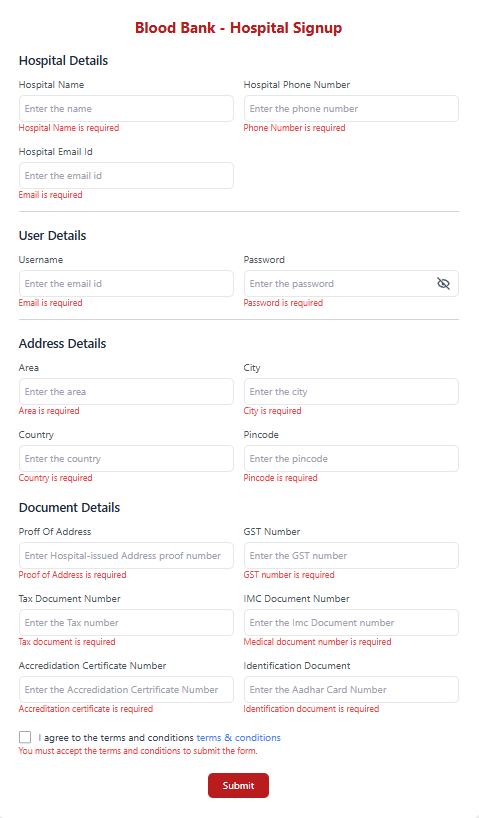 Blood Bank - Hospital Signup
Hospital Details
Hospital Name
Hospital Phone Number
Enter the name
Enter the phone number
Hospital Name is required
Phone Number is required
Hospital Email Id
Enter the email id
Email is required
User Details
Username
Password
Enter the email id
Enter the password
Email is required
Password is required
Address Details
Area
City
Enter the area
Enter the city
Area is required
City is required
Country
Pincode
Enter the country
Enter the pincode
Country is required
Pincode is required
Document Details
Proff Of Address
GST Number
Enter Hospital-issued Address proof number
Enter the GST number
Proof of Address is required
GST number is required
Tax Document Number
IMC Document Number
Enter the Tax number
Enter the Imc Document number
Tax document is required
Medical document number is required
Accredidation Certificate Number
Identification Document
Enter the Accredidation Certrificate Number
Enter the Aadhar Card Number
Accreditation certificate is required
Identification document is required
I agree to the terms and conditions terms & conditions
You must accept the terms and conditions to submit the form.
Submit